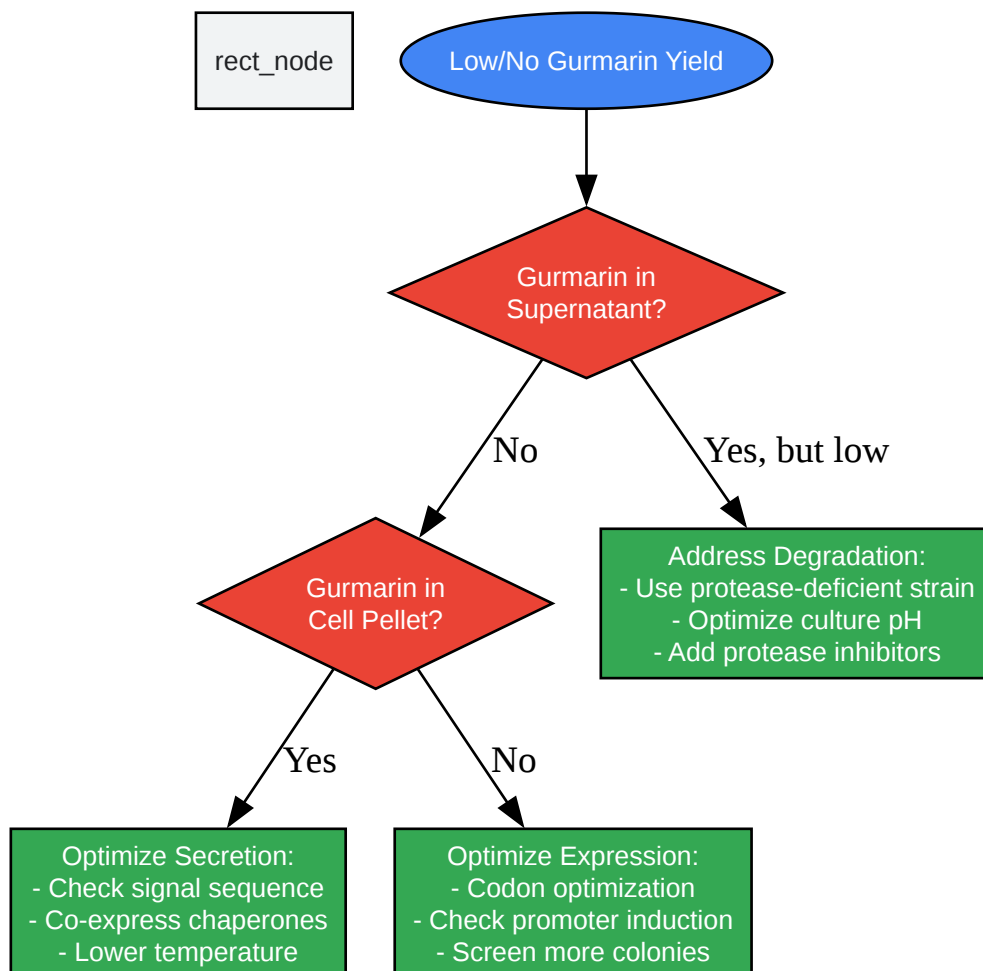 rect_node
Low/No Gurmarin Yield
Gurmarin in
Supernatant?
No
Yes, but low
Gurmarin in
Cell Pellet?
Address Degradation:
- Use protease-deficient strain
- Optimize culture pH
- Add protease inhibitors
Yes
No
Optimize Secretion:
- Check signal sequence
- Co-express chaperones
- Lower temperature
Optimize Expression:
- Codon optimization
- Check promoter induction
- Screen more colonies